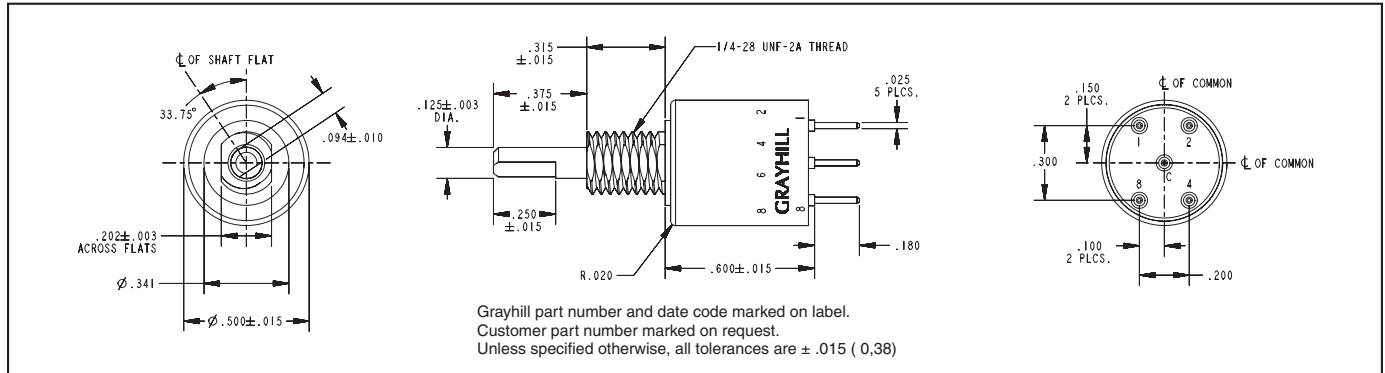 ℄ OF SHAFT FLAT
33.75°
.094±.010
.202±.003
ACROSS FLATS
Ø.341
Ø.500±.015
.315
±.015
1/4-28 UNF-2A THREAD
.375
±.015
.125±.003
DIA.
.250
±.015
R.020
.600±.015
.180
.025
5 PLCS.
2
4
6
8
GRAYHILL
1
8
Grayhill part number and date code marked on label.
Customer part number marked on request.
Unless specified otherwise, all tolerances are ± .015 ( 0,38)
℄ OF COMMON
.150
2 PLCS.
.300
℄ OF COMMON
1
2
C
8
4
.100
2 PLCS.
.200